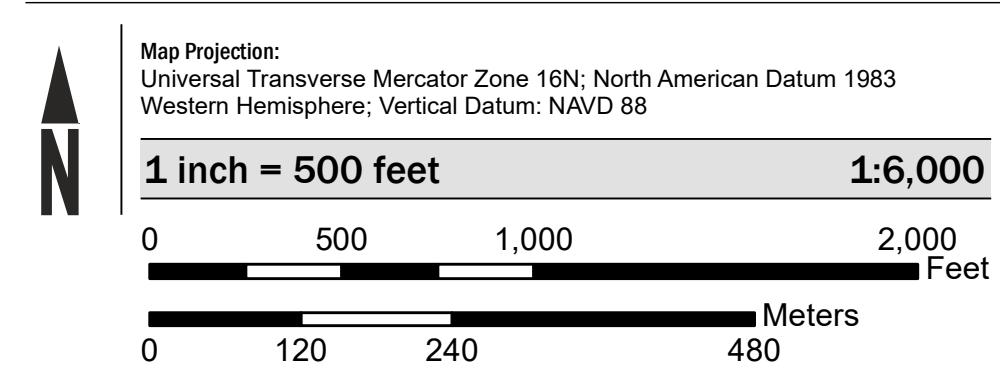 N
Map Projection:
Universal Transverse Mercator Zone 16N; North American Datum 1983
Western Hemisphere; Vertical Datum: NAVD 88
1 inch = 500 feet 1:6,000
0 500 1,000 2,000
Feet
Meters
0 120 240 480